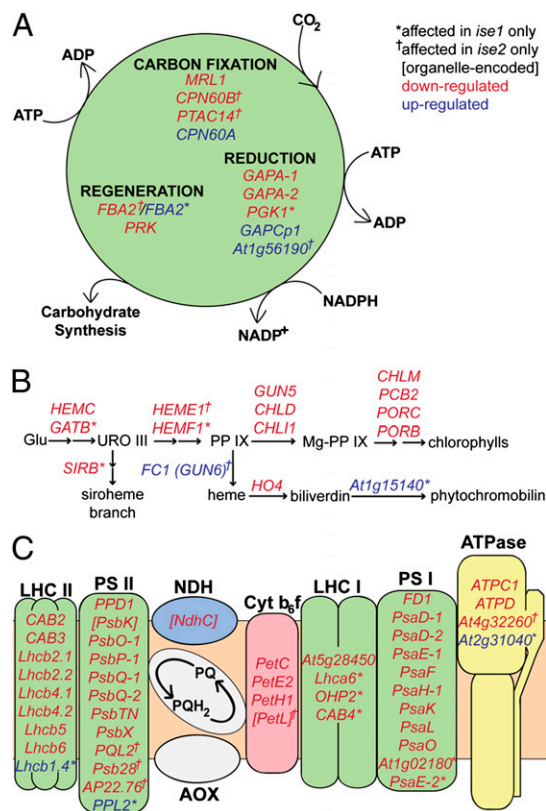 A
CO2
*affected in ise1 only
†affected in ise2 only
[organelle-encoded]
down-regulated
up-regulated
ADP
ATP
CARBON FIXATION
MRL1
CPN60B†
PTAC14†
CPN60A
REDUCTION
GAPA-1
GAPA-2
PGK1*
GAPCp1
At1g56190†
REGENERATION
FBA2†/FBA2*
PRK
ATP
ADP
NADPH
NADP+
Carbohydrate
Synthesis
B
HEMC
GATB*
HEME1†
HEMF1*
GUN5
CHLD
CHLI1
CHLM
PCB2
PORC
PORB
Glu
URO III
PP IX
Mg-PP IX
chlorophylls
SIRB*
FC1 (GUN6)†
siroheme
branch
heme
HO4
biliverdin
At1g15140*
phytochromobilin
C
LHC II
CAB2
CAB3
Lhcb2.1
Lhcb2.2
Lhcb4.1
Lhcb4.2
Lhcb5
Lhcb6
Lhcb1.4*
PS II
PPD1
[PsbK]
PsbO-1
PsbP-1
PsbQ-1
PsbQ-2
PsbTN
PsbX
PQL2†
Psb28†
AP22.76†
PPL2*
NDH
[NdhC]
PQ
PQH2
AOX
Cyt b6f
PetC
PetE2
PetH1
[PetL]†
LHC I
At5g28450
Lhca6*
OHP2*
CAB4*
PS I
FD1
PsaD-1
PsaD-2
PsaE-1
PsaF
PsaH-1
PsaK
PsaL
PsaO
At1g02180*
PsaE-2*
ATPase
ATPC1
ATPD
At4g32260†
At2g31040*